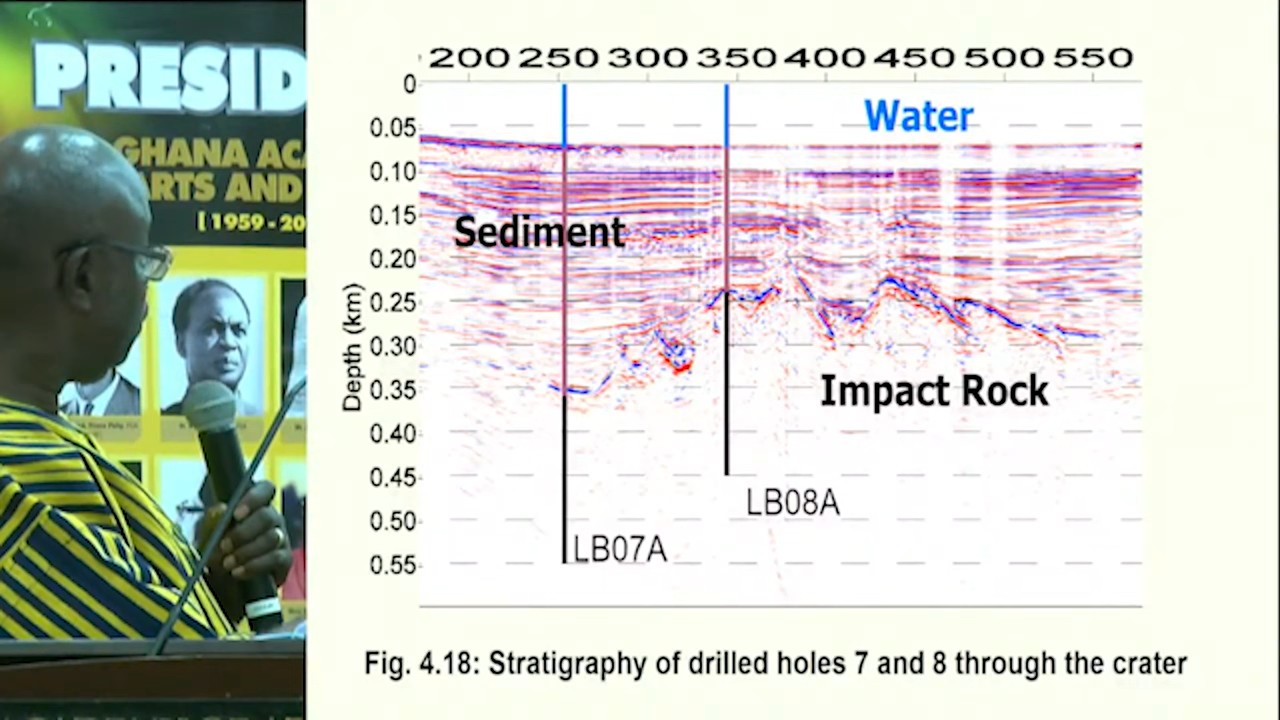 PRESID
GHANA AC
ARTS AND
[ 1959 - 20
200 250 300 350 400 450 500 550
0
0.05
0.10
0.15
0.20
0.25
0.30
0.35
0.40
0.45
0.50
0.55
Depth (km)
Water
Sediment
Impact Rock
LB08A
LB07A
Fig. 4.18: Stratigraphy of drilled holes 7 and 8 through the crater